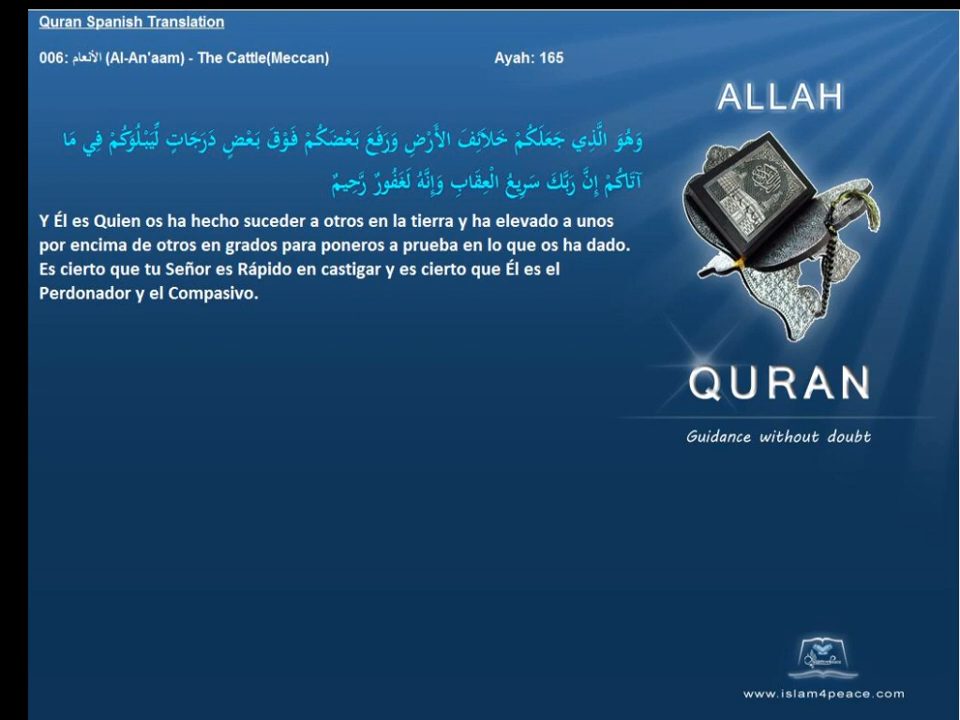 Quran Spanish Translation
006: الأنعام (Al-An'aam) - The Cattle(Meccan) Ayah: 165
وَهُوَ الَّذِي جَعَلَكُمْ خَلاَئِفَ الأَرْضِ وَرَفَعَ بَعْضَكُمْ فَوْقَ بَعْضٍ دَرَجَاتٍ لِّيَبْلُوَكُمْ فِي مَا
آتَاكُمْ إِنَّ رَبَّكَ سَرِيعُ الْعِقَابِ وَإِنَّهُ لَغَفُورٌ رَّحِيمٌ
Y Él es Quien os ha hecho suceder a otros en la tierra y ha elevado a unos
por encima de otros en grados para poneros a prueba en lo que os ha dado.
Es cierto que tu Señor es Rápido en castigar y es cierto que Él es el
Perdonador y el Compasivo.
ALLAH
QURAN
Guidance without doubt
www.islam4peace.com